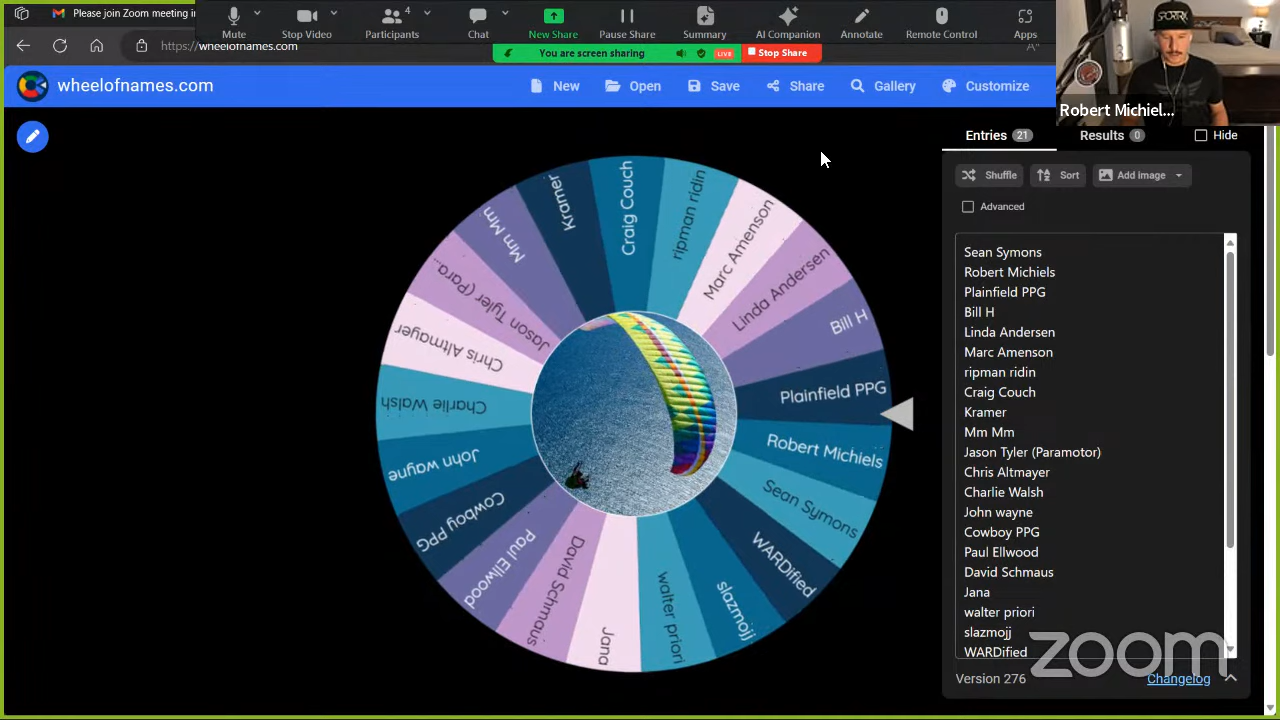 Please join Zoom meeting in
Mute
Stop Video
Participants
4
Chat
New Share
Pause Share
Summary
AI Companion
Annotate
Remote Control
Apps
https://wheelofnames.com
You are screen sharing
LIVE
Stop Share
SPORTRX
Robert Michiel...
wheelofnames.com
New
Open
Save
Share
Gallery
Customize
Entries 21
Results 0
Hide
Shuffle
Sort
Add image
Advanced
Kramer
Craig Couch
ripman ridin
Marc Amenson
Linda Andersen
Bill H
Plainfield PPG
Robert Michiels
Sean Symons
WARDified
slazmojj
walter priori
Jana
David Schmaus
Paul Ellwood
Cowboy PPG
John wayne
Charlie Walsh
Chris Altmayer
Jason Tyler (Para...
Mm Mm
Sean Symons
Robert Michiels
Plainfield PPG
Bill H
Linda Andersen
Marc Amenson
ripman ridin
Craig Couch
Kramer
Mm Mm
Jason Tyler (Paramotor)
Chris Altmayer
Charlie Walsh
John wayne
Cowboy PPG
Paul Ellwood
David Schmaus
Jana
walter priori
slazmojj
WARDified
zoom
Version 276
Changelog